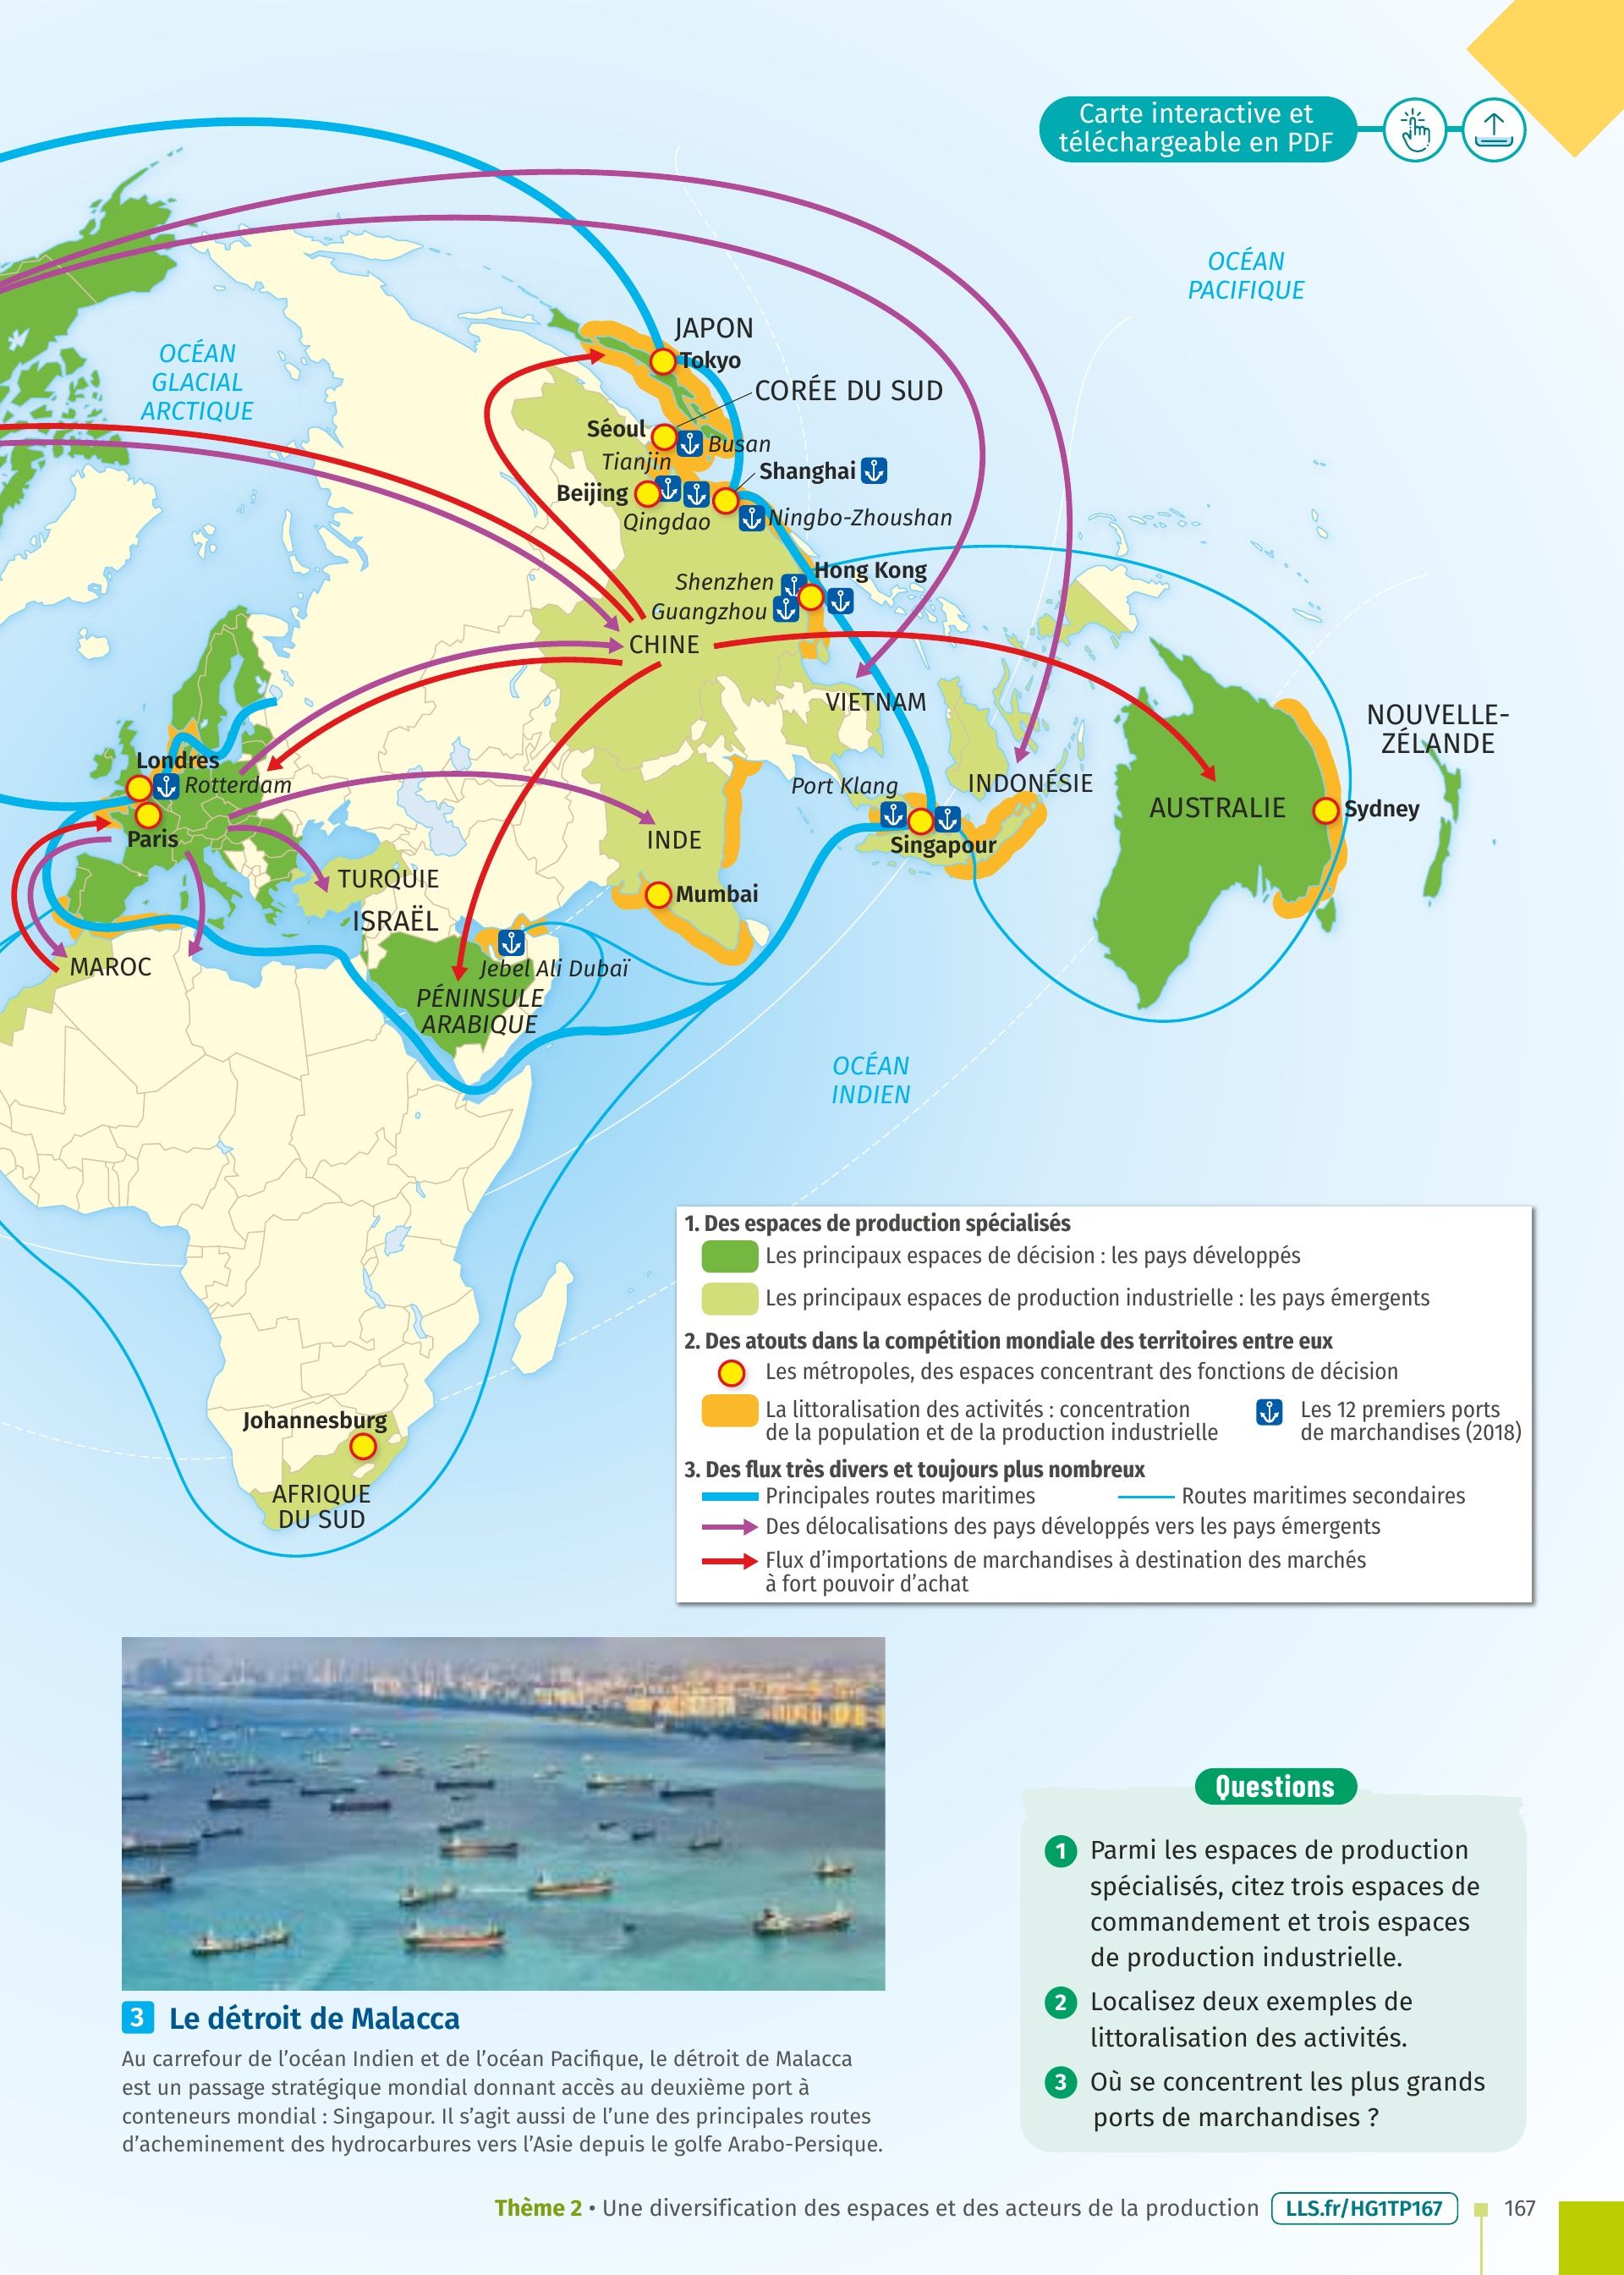 Carte interactive et
téléchargeable en PDF
OCÉAN
PACIFIQUE
OCÉAN
GLACIAL
ARCTIQUE
JAPON
Tokyo
CORÉE DU SUD
Séoul
Busan
Tianjin
Shanghai
Beijing
Qingdao
Ningbo-Zhoushan
Hong Kong
Shenzhen
Guangzhou
CHINE
VIETNAM
NOUVELLE-
ZÉLANDE
Londres
Rotterdam
Port Klang
INDONÉSIE
AUSTRALIE
Sydney
Paris
INDE
Singapour
TURQUIE
Mumbai
ISRAËL
MAROC
Jebel Ali Dubaï
PÉNINSULE
ARABIQUE
OCÉAN
INDIEN
Johannesburg
AFRIQUE
DU SUD
1. Des espaces de production spécialisés
Les principaux espaces de décision : les pays développés
Les principaux espaces de production industrielle : les pays émergents
2. Des atouts dans la compétition mondiale des territoires entre eux
Les métropoles, des espaces concentrant des fonctions de décision
La littoralisation des activités : concentration
de la population et de la production industrielle
Les 12 premiers ports
de marchandises (2018)
3. Des flux très divers et toujours plus nombreux
Principales routes maritimes
Routes maritimes secondaires
Des délocalisations des pays développés vers les pays émergents
Flux d'importations de marchandises à destination des marchés
à fort pouvoir d'achat
3 Le détroit de Malacca
Au carrefour de l'océan Indien et de l'océan Pacifique, le détroit de Malacca
est un passage stratégique mondial donnant accès au deuxième port à
conteneurs mondial : Singapour. Il s'agit aussi de l'une des principales routes
d'acheminement des hydrocarbures vers l'Asie depuis le golfe Arabo-Persique.
Questions
1 Parmi les espaces de production
spécialisés, citez trois espaces de
commandement et trois espaces
de production industrielle.
2 Localisez deux exemples de
littoralisation des activités.
3 Où se concentrent les plus grands
ports de marchandises ?
Thème 2 • Une diversification des espaces et des acteurs de la production LLS.fr/HG1TP167 167